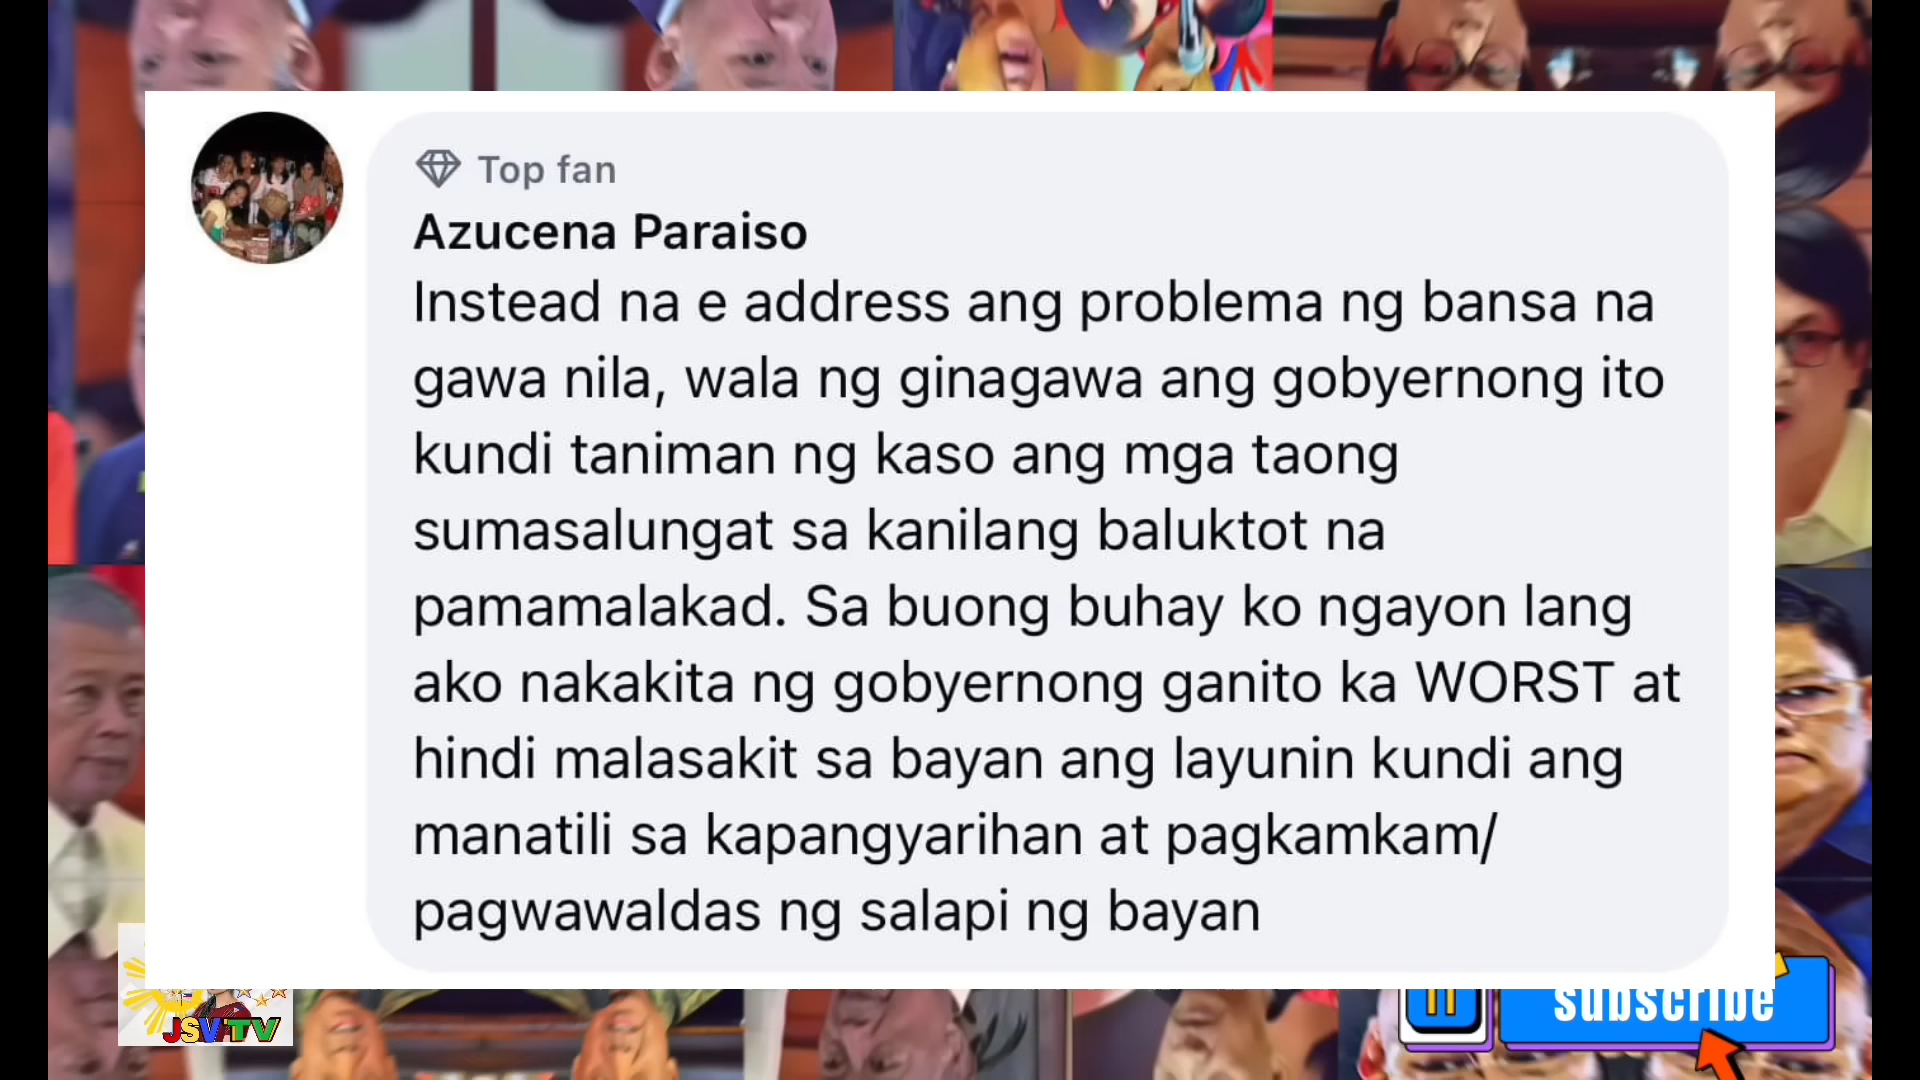 Top fan
Azucena Paraiso
Instead na e address ang problema ng bansa na
gawa nila, wala ng ginagawa ang gobyernong ito
kundi taniman ng kaso ang mga taong
sumasalungat sa kanilang baluktot na
pamamalakad. Sa buong buhay ko ngayon lang
ako nakakita ng gobyernong ganito ka WORST at
hindi malasakit sa bayan ang layunin kundi ang
manatili sa kapangyarihan at pagkamkam/
pagwawaldas ng salapi ng bayan
subscribe
JSV TV